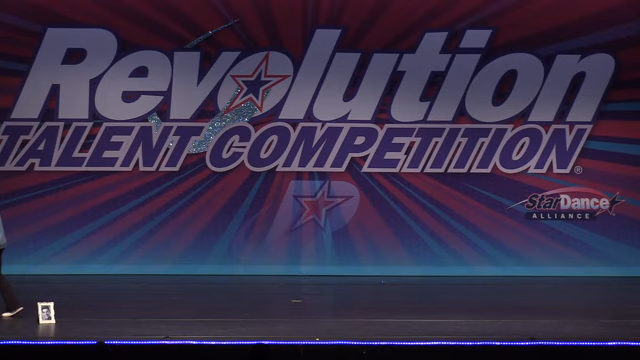 Revolution
TALENT COMPETITION®
StarDance
ALLIANCE